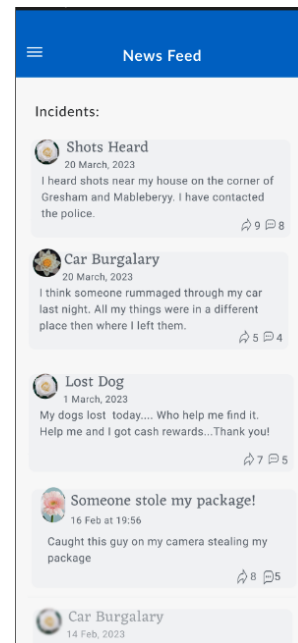 News Feed
Incidents:
Shots Heard
20 March, 2023
I heard shots near my house on the corner of
Gresham and Mableberyy. I have contacted
the police.
9 8
Car Burgalary
20 March, 2023
I think someone rummaged through my car
last night. All my things were in a different
place then where I left them.
5 4
Lost Dog
1 March, 2023
My dogs lost today.... Who help me find it.
Help me and I got cash rewards...Thank you!
7 5
Someone stole my package!
16 Feb at 19:56
Caught this guy on my camera stealing my
package
8 5
Car Burgalary
14 Feb, 2023